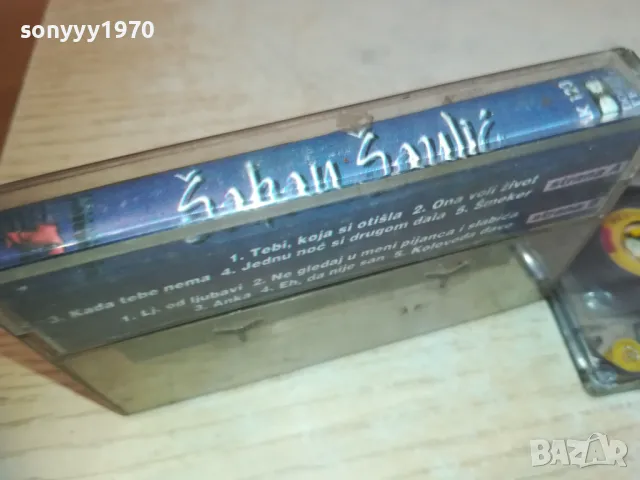 sonyyy1970
Šaban Šaulić
K 123
strana
1. Tebi, koja si otišla 2. Ona voli život
3. Kada tebe nema 4. Jednu noć si drugom dala 5. Šmeker
strana
1. Lj. od ljubavi 2. Ne gledaj u meni pijanca i slabića
3. Anka 4. Eh, da nije san 5. Kolovođa đavo
BAZAR